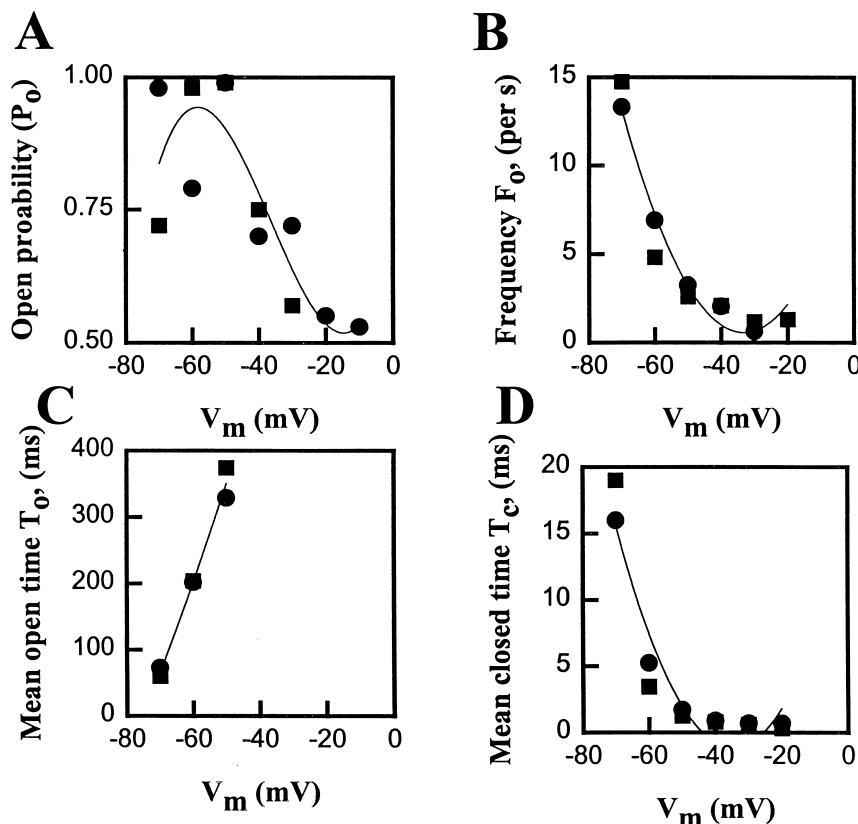 A
Open proability (Po)
1.00
0.75
0.50
-80 -60 -40 -20 0
Vm (mV)
B
Frequency Fo, (per s)
15
10
5
0
-80 -60 -40 -20 0
Vm (mV)
C
Mean open time To, (ms)
400
300
200
100
0
-80 -60 -40 -20 0
Vm (mV)
D
Mean closed time Tc, (ms)
20
15
10
5
0
-80 -60 -40 -20 0
Vm (mV)